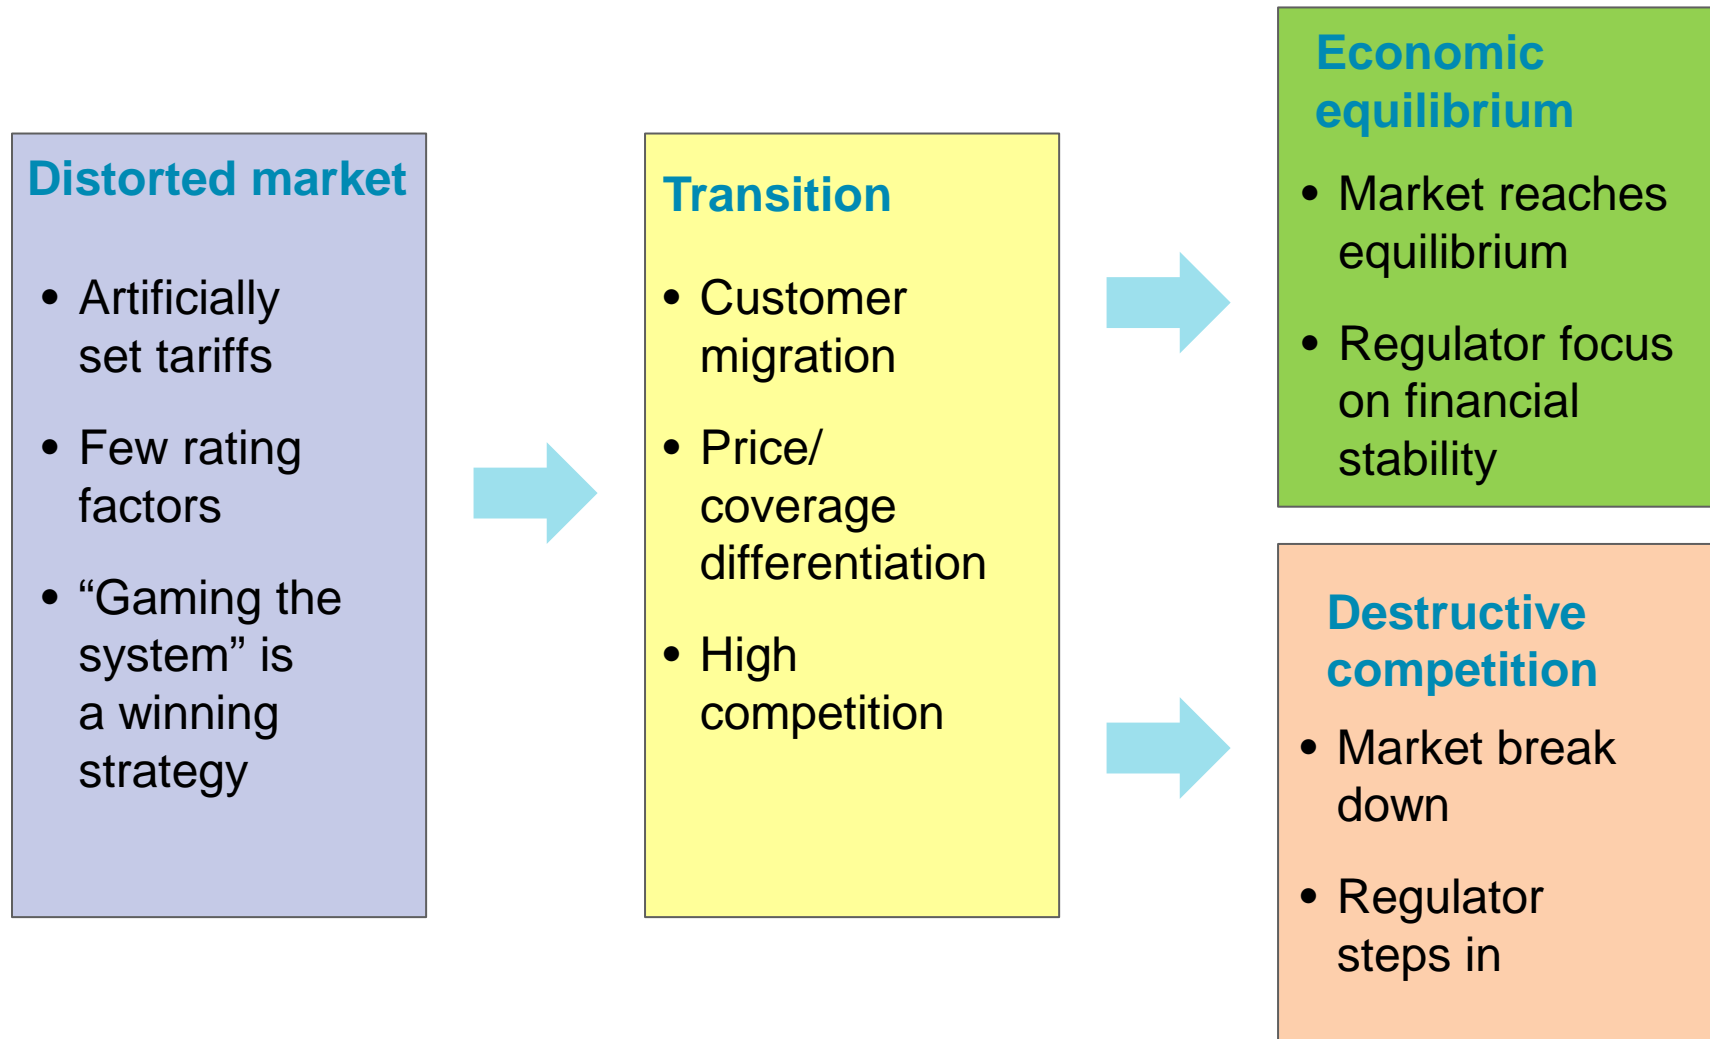 Distorted market
• Artificially
set tariffs
• Few rating
factors
• “Gaming the
system” is
a winning
strategy
Transition
• Customer
migration
• Price/
coverage
differentiation
• High
competition
Economic
equilibrium
• Market reaches
equilibrium
• Regulator focus
on financial
stability
Destructive
competition
• Market break
down
• Regulator
steps in